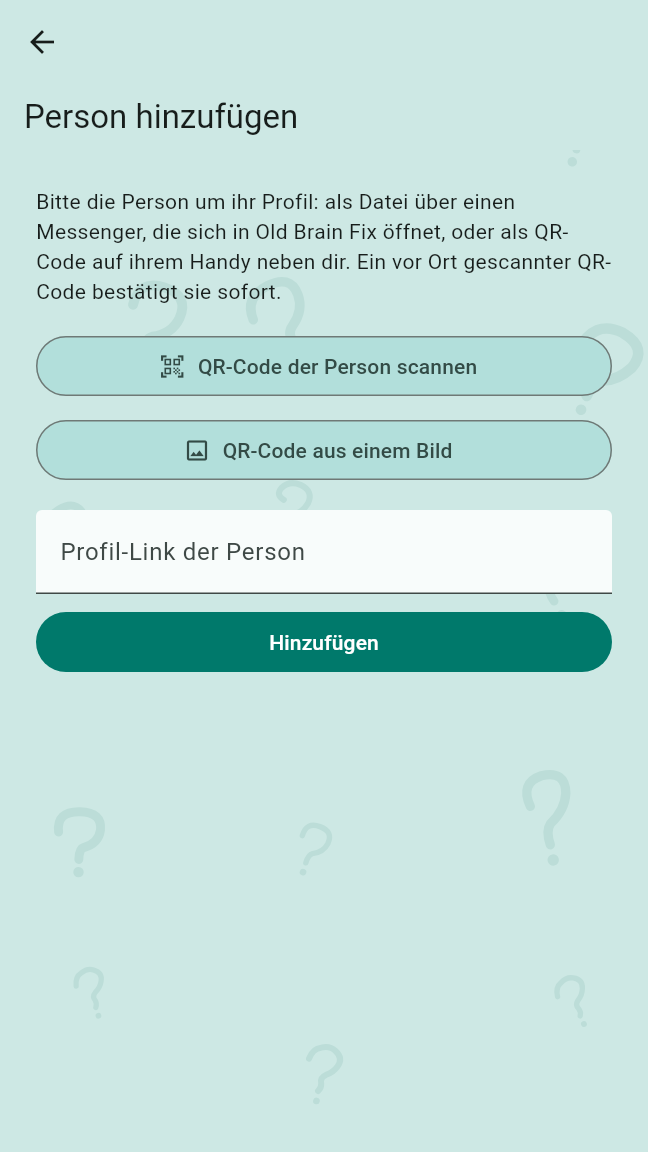 Person hinzufügen
Bitte die Person um ihr Profil: als Datei über einen
Messenger, die sich in Old Brain Fix öffnet, oder als QR-
Code auf ihrem Handy neben dir. Ein vor Ort gescannter QR-
Code bestätigt sie sofort.
QR-Code der Person scannen
QR-Code aus einem Bild
Profil-Link der Person
Hinzufügen